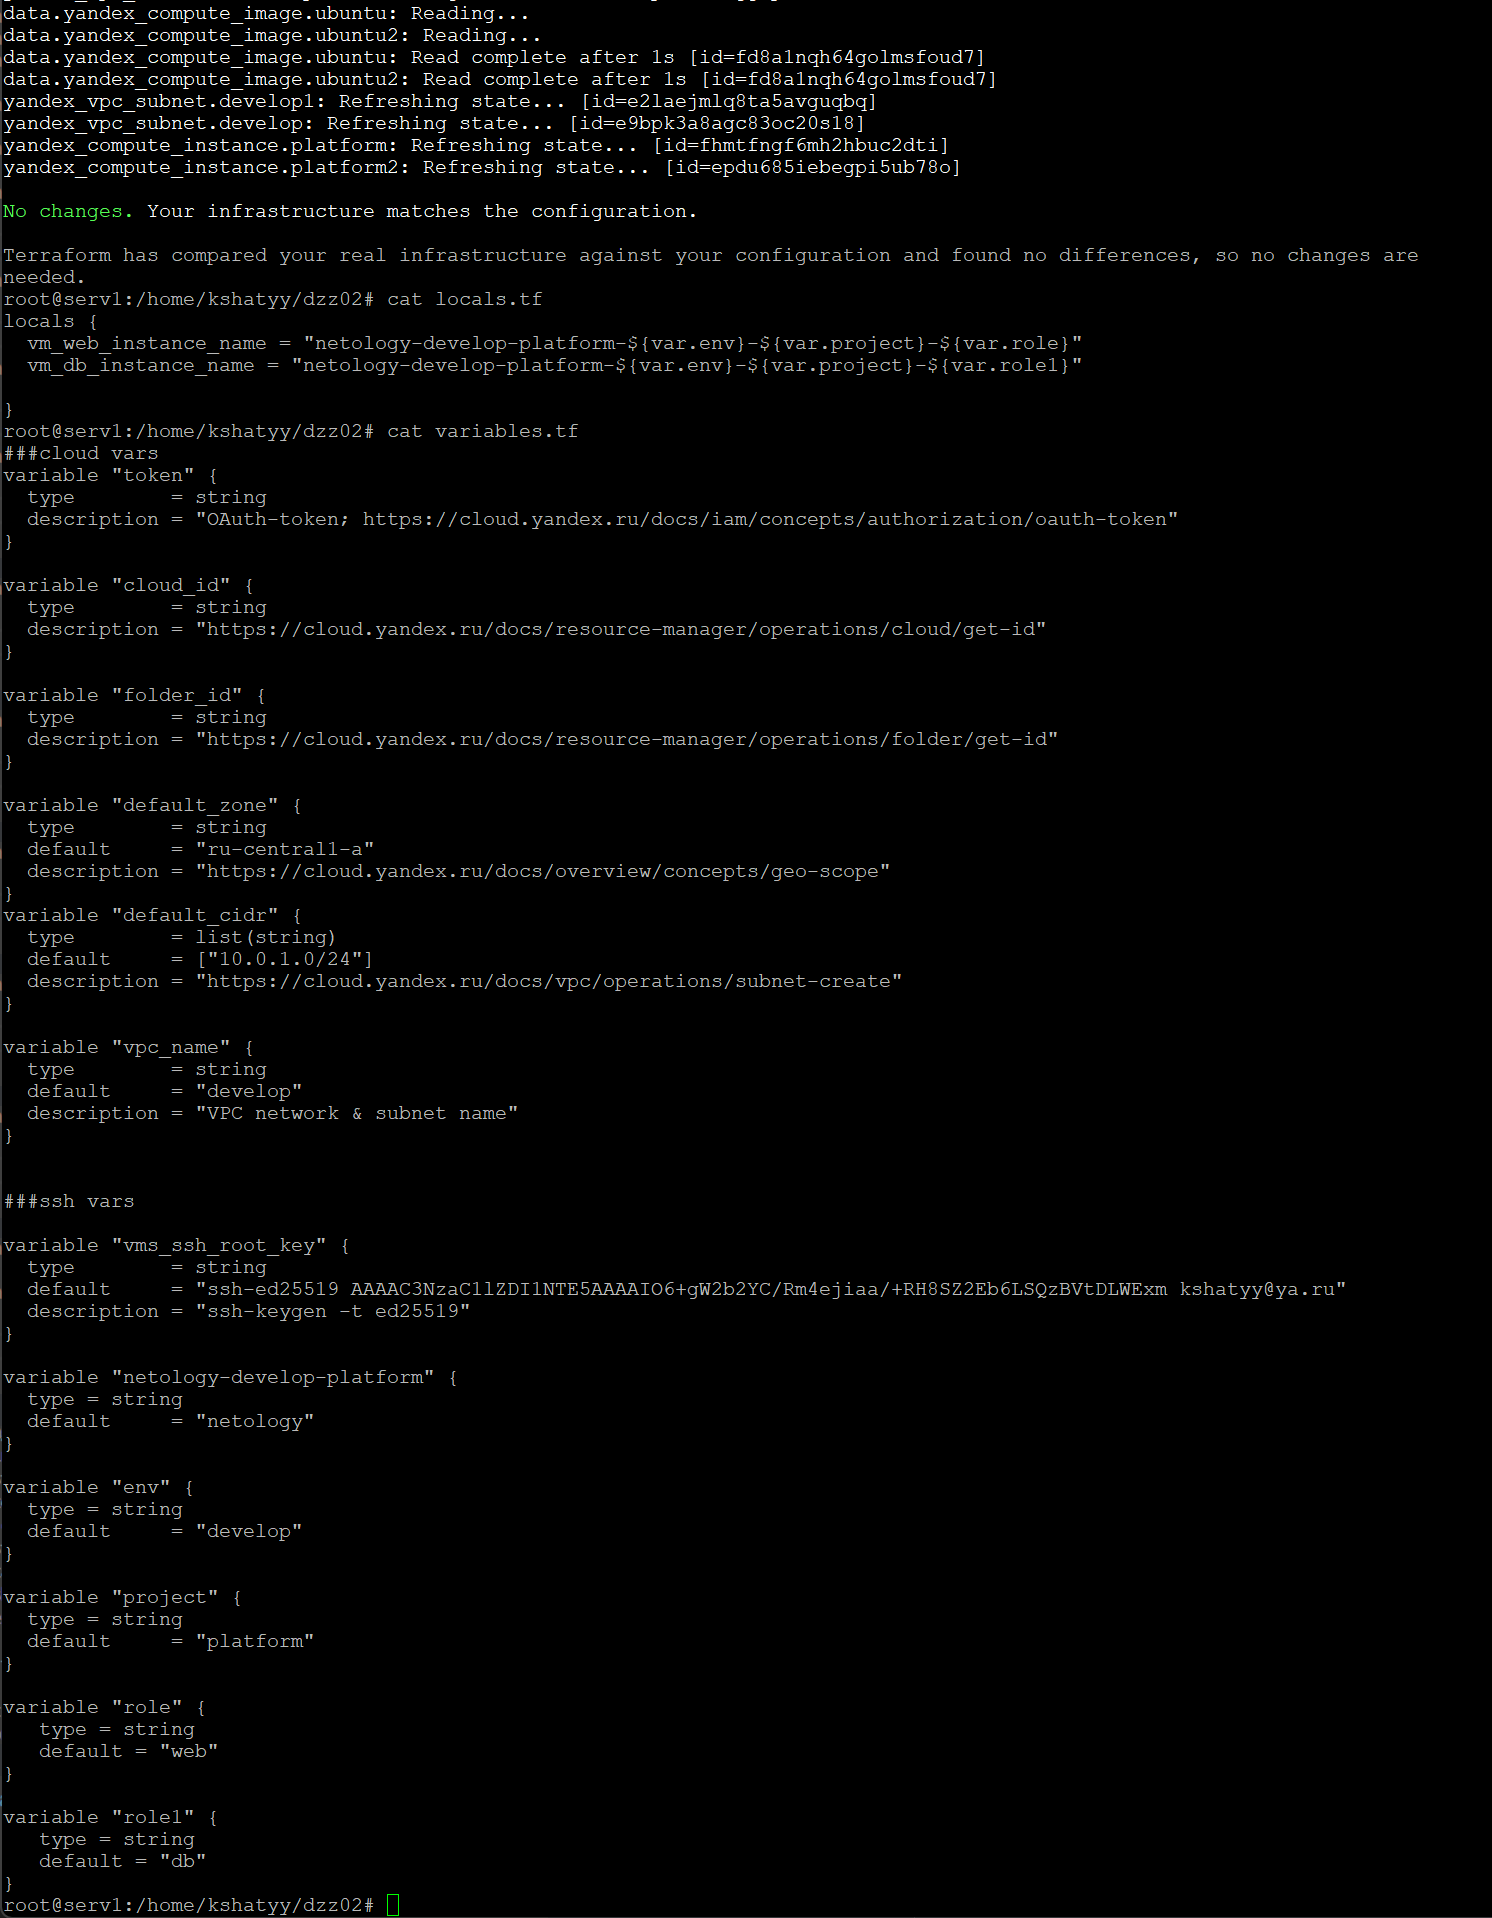 data.yandex_compute_image.ubuntu: Reading...
data.yandex_compute_image.ubuntu2: Reading...
data.yandex_compute_image.ubuntu: Read complete after 1s [id=fd8a1nqh64golmsfoud7]
data.yandex_compute_image.ubuntu2: Read complete after 1s [id=fd8a1nqh64golmsfoud7]
yandex_vpc_subnet.develop1: Refreshing state... [id=e2laejmlq8ta5avguqbq]
yandex_vpc_subnet.develop: Refreshing state... [id=e9bpk3a8agc83oc20s18]
yandex_compute_instance.platform: Refreshing state... [id=fhmtfngf6mh2hbuc2dti]
yandex_compute_instance.platform2: Refreshing state... [id=epdu685iebegpi5ub78o]

No changes. Your infrastructure matches the configuration.

Terraform has compared your real infrastructure against your configuration and found no differences, so no changes are
needed.
root@serv1:/home/kshatyy/dzz02# cat locals.tf
locals {
  vm_web_instance_name = "netology-develop-platform-${var.env}-${var.project}-${var.role}"
  vm_db_instance_name = "netology-develop-platform-${var.env}-${var.project}-${var.role1}"

}
root@serv1:/home/kshatyy/dzz02# cat variables.tf
###cloud vars
variable "token" {
  type        = string
  description = "OAuth-token; https://cloud.yandex.ru/docs/iam/concepts/authorization/oauth-token"
}

variable "cloud_id" {
  type        = string
  description = "https://cloud.yandex.ru/docs/resource-manager/operations/cloud/get-id"
}

variable "folder_id" {
  type        = string
  description = "https://cloud.yandex.ru/docs/resource-manager/operations/folder/get-id"
}

variable "default_zone" {
  type        = string
  default     = "ru-central1-a"
  description = "https://cloud.yandex.ru/docs/overview/concepts/geo-scope"
}
variable "default_cidr" {
  type        = list(string)
  default     = ["10.0.1.0/24"]
  description = "https://cloud.yandex.ru/docs/vpc/operations/subnet-create"
}

variable "vpc_name" {
  type        = string
  default     = "develop"
  description = "VPC network & subnet name"
}


###ssh vars

variable "vms_ssh_root_key" {
  type        = string
  default     = "ssh-ed25519 AAAAC3NzaC1lZDI1NTE5AAAAIO6+gW2b2YC/Rm4ejiaa/+RH8SZ2Eb6LSQzBVtDLWExm kshatyy@ya.ru"
  description = "ssh-keygen -t ed25519"
}

variable "netology-develop-platform" {
  type = string
  default     = "netology"
}

variable "env" {
  type = string
  default     = "develop"
}

variable "project" {
  type = string
  default     = "platform"
}

variable "role" {
   type = string
   default = "web"
}

variable "role1" {
   type = string
   default = "db"
}
root@serv1:/home/kshatyy/dzz02#